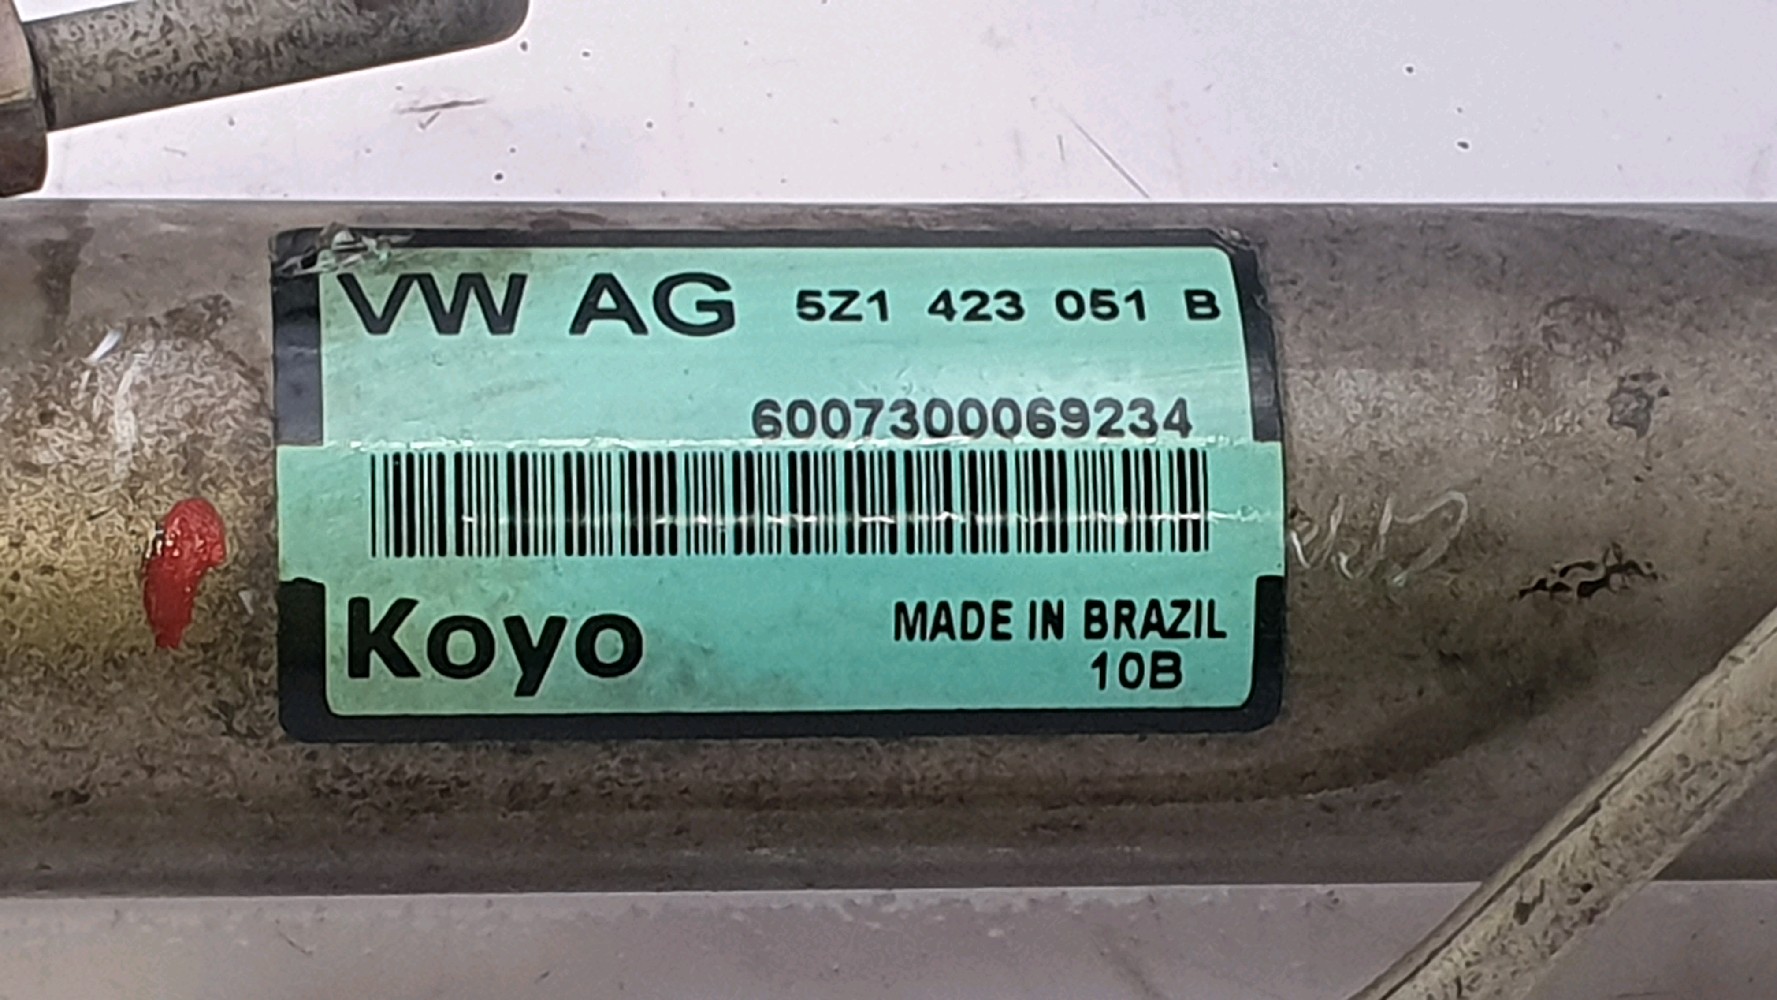 VW AG 5Z1 423 051 B
6007300069234
Koyo MADE IN BRAZIL
10B